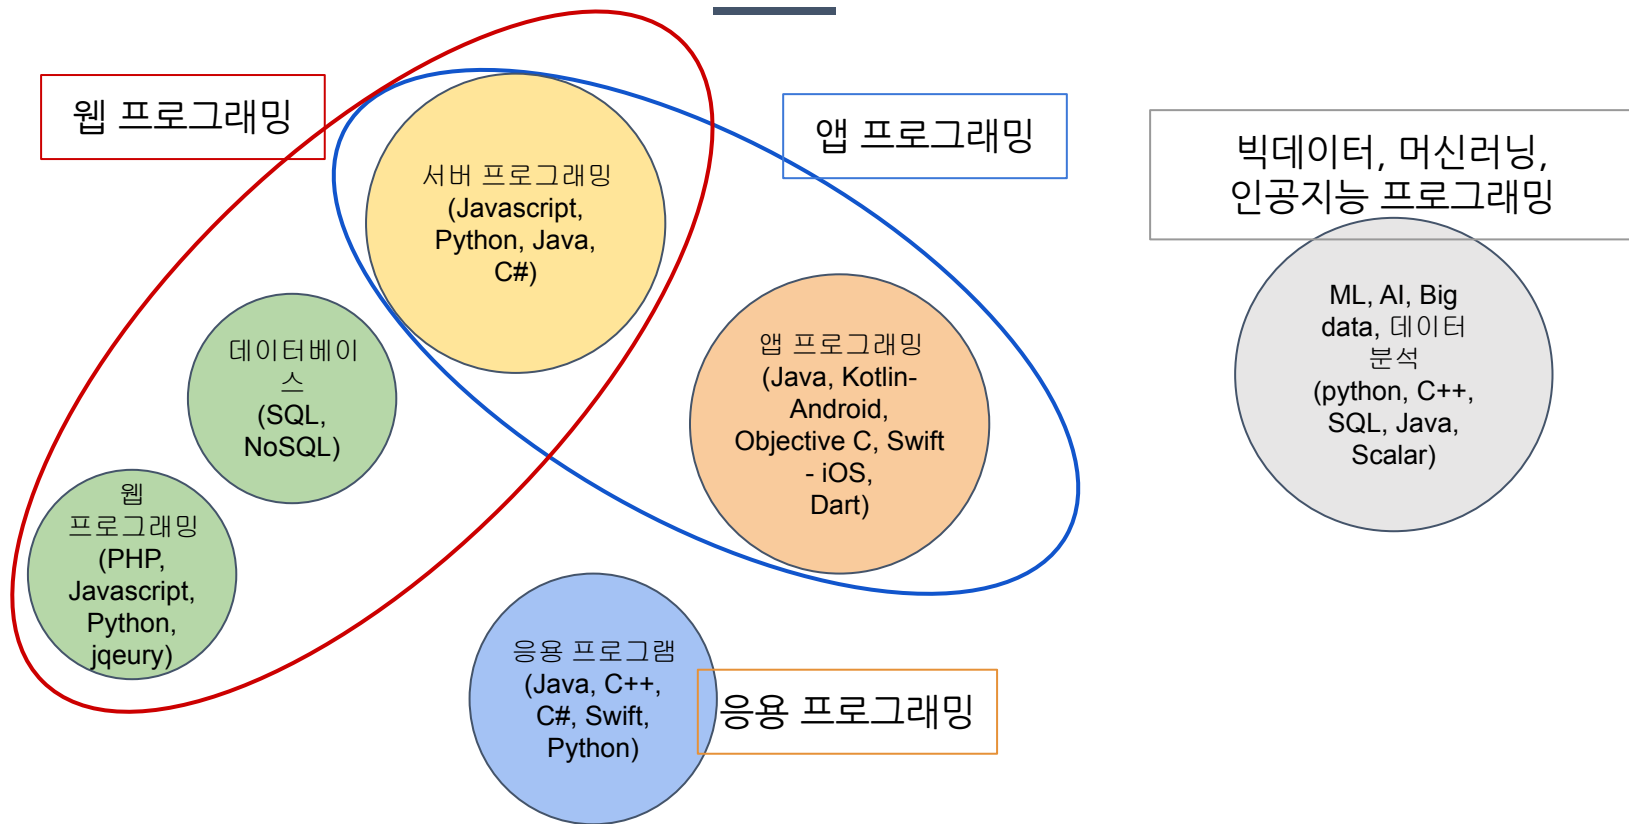 웹 프로그래밍
앱 프로그래밍
빅데이터, 머신러닝,
인공지능 프로그래밍
서버 프로그래밍
(Javascript,
Python, Java,
C#)
데이터베이
스
(SQL,
NoSQL)
웹
프로그래밍
(PHP,
Javascript,
Python,
jqeury)
앱 프로그래밍
(Java, Kotlin-
Android,
Objective C, Swift
- iOS,
Dart)
ML, AI, Big
data, 데이터
분석
(python, C++,
SQL, Java,
Scalar)
응용 프로그램
(Java, C++,
C#, Swift,
Python)
응용 프로그래밍